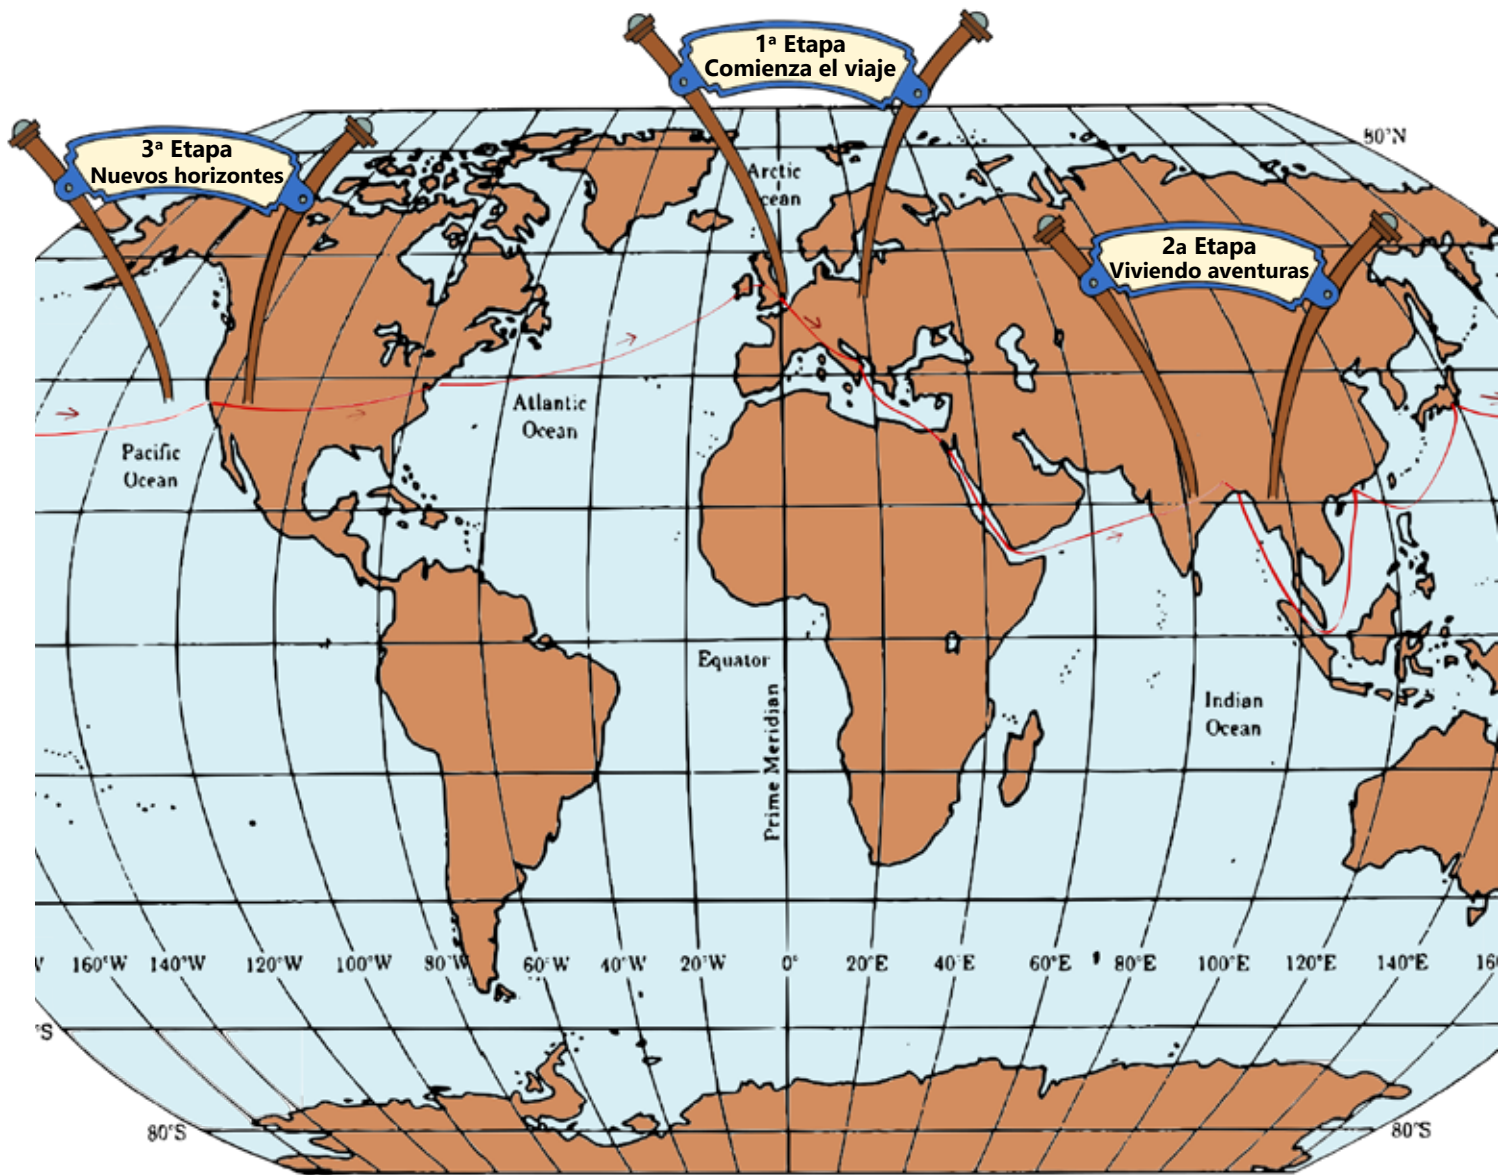 1ª Etapa
Comienza el viaje
3ª Etapa
Nuevos horizontes
80°N
Arctic
cean
2a Etapa
Viviendo aventuras
Atlantic
Ocean
Pacific
Ocean
Equator
Prime Meridian
Indian
Ocean
W 160°W 140°W 120°W 100°W 80°W 60°W 40°W 20°W 0° 20°E 40°E 60°E 80°E 100°E 120°E 140°E 160
°S
80°S
80°S